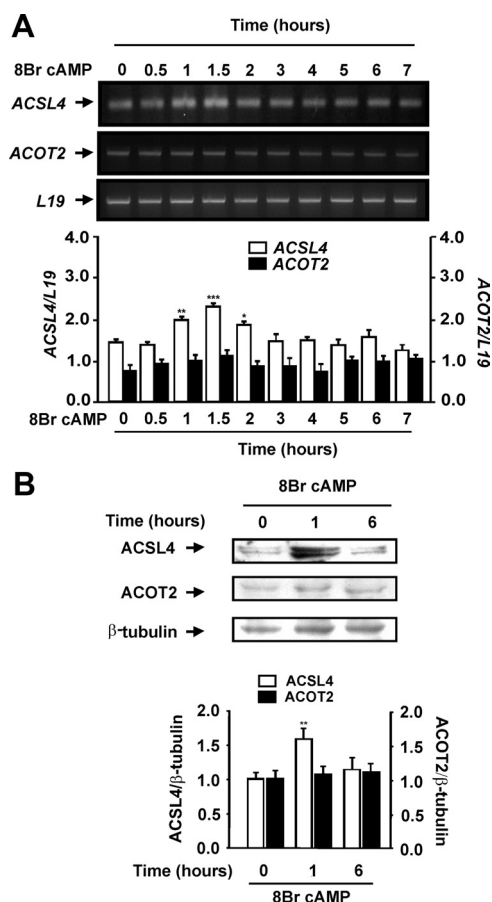 A
Time (hours)
8Br cAMP 0 0.5 1 1.5 2 3 4 5 6 7
ACSL4
ACOT2
L19
4.0 4.0
3.0 3.0
2.0 2.0
1.0 1.0
0.0 0.0
ACSL4/L19
ACOT2/L19
ACSL4
ACOT2
** *** *
8Br cAMP 0 0.5 1 1.5 2 3 4 5 6 7
Time (hours)
B
8Br cAMP
Time (hours) 0 1 6
ACSL4
ACOT2
β-tubulin
ACSL4
ACOT2
2.0 2.0
1.5 1.5
1.0 1.0
0.5 0.5
0.0 0.0
ACSL4/β-tubulin
ACOT2/β-tubulin
**
Time (hours) 0 1 6
8Br cAMP